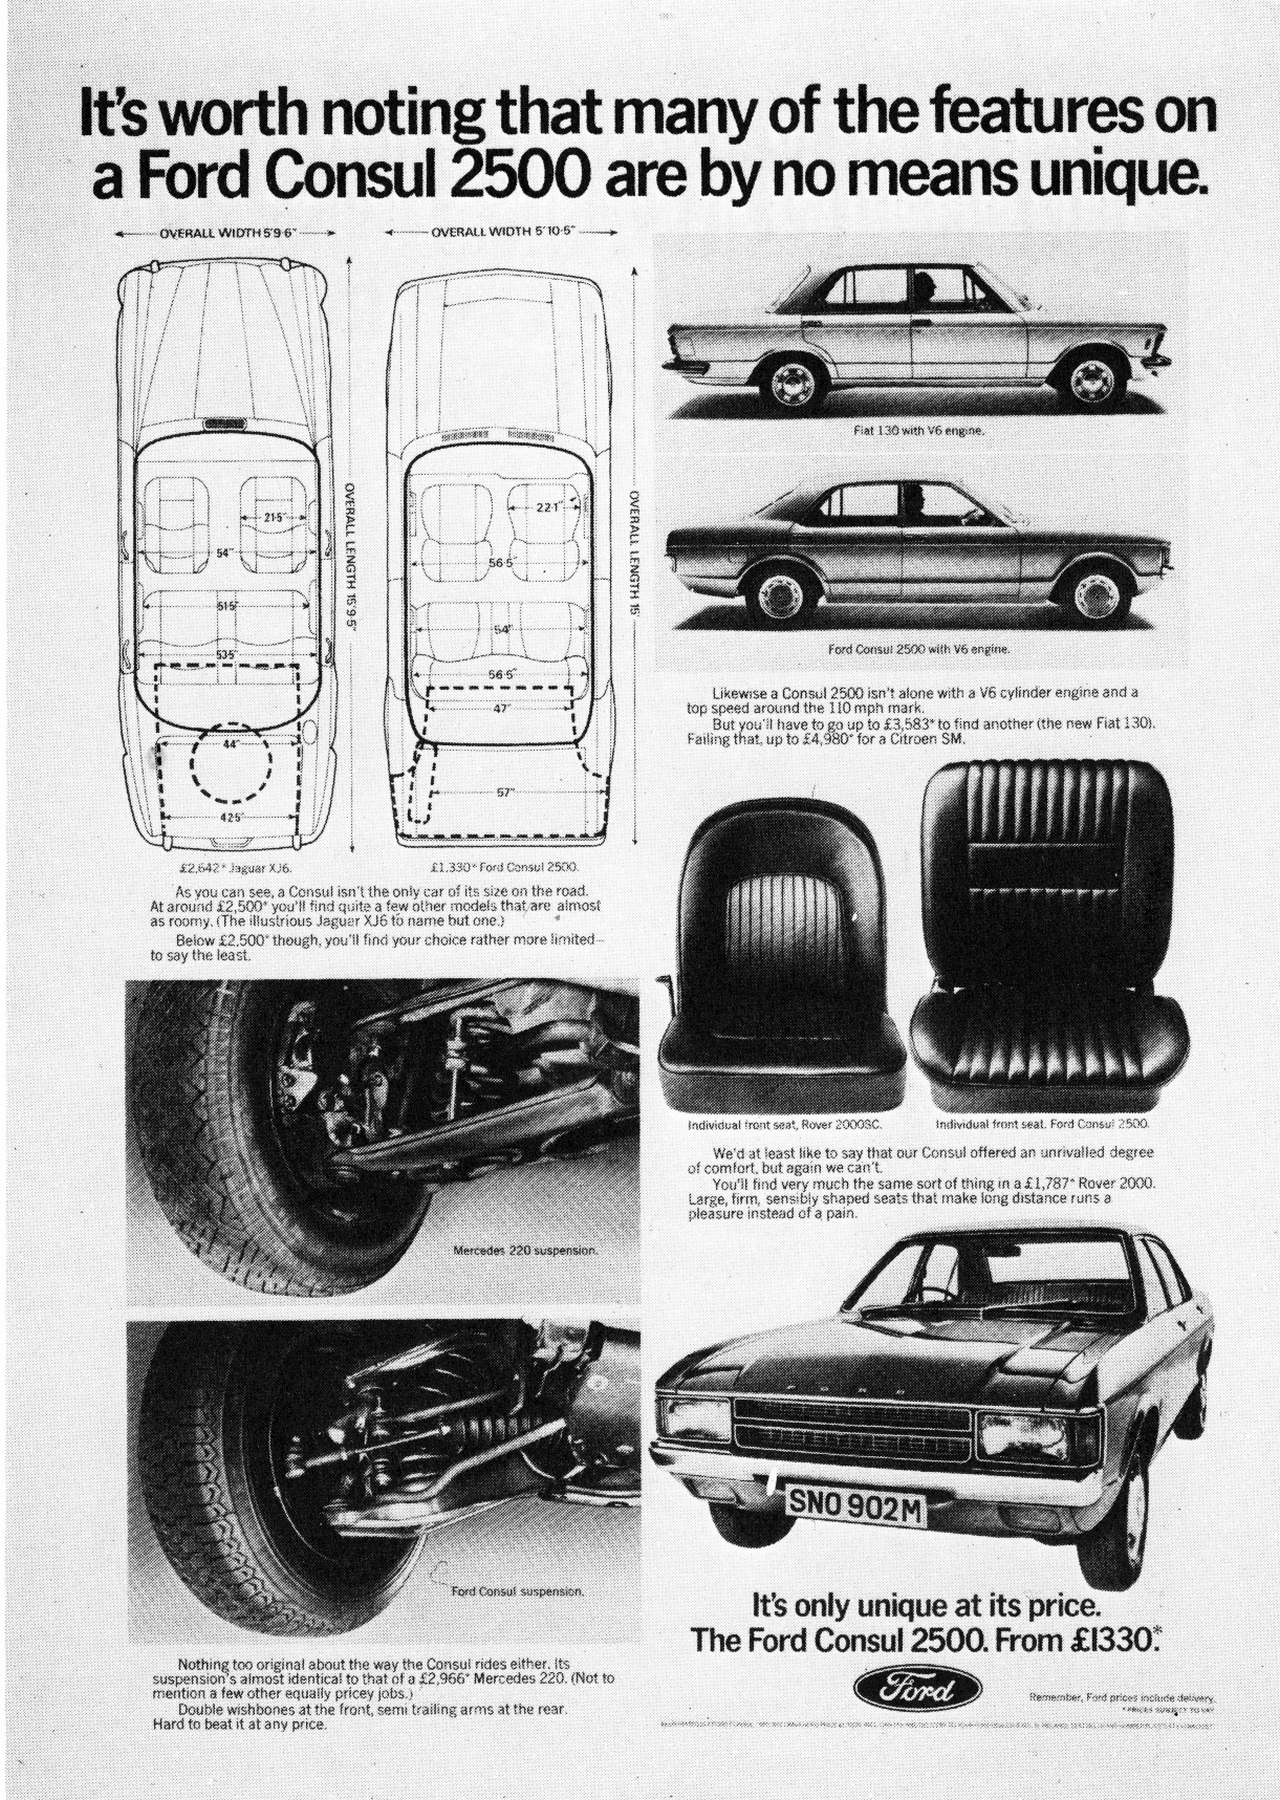 It's worth noting that many of the features on
a Ford Consul 2500 are by no means unique.
OVERALL WIDTH 5'9·6"
OVERALL LENGTH 15'9·5"
21·5"
54"
51·5"
53·5"
44"
42·5"
£2,642* Jaguar XJ6.
OVERALL WIDTH 5'10·5"
OVERALL LENGTH 15'
22·1"
56·5"
54"
56·5"
47"
57"
£1,330* Ford Consul 2500.
As you can see, a Consul isn't the only car of its size on the road.
At around £2,500* you'll find quite a few other models that are almost
as roomy. (The illustrious Jaguar XJ6 to name but one.)
Below £2,500* though, you'll find your choice rather more limited–
to say the least.
Mercedes 220 suspension.
Ford Consul suspension.
Nothing too original about the way the Consul rides either. Its
suspension's almost identical to that of a £2,966* Mercedes 220. (Not to
mention a few other equally pricey jobs.)
Double wishbones at the front, semi trailing arms at the rear.
Hard to beat it at any price.
Fiat 130 with V6 engine.
Ford Consul 2500 with V6 engine.
Likewise a Consul 2500 isn't alone with a V6 cylinder engine and a
top speed around the 110 mph mark.
But you'll have to go up to £3,583* to find another (the new Fiat 130).
Failing that, up to £4,980* for a Citroen SM.
Individual front seat, Rover 2000SC.
Individual front seat. Ford Consul 2500.
We'd at least like to say that our Consul offered an unrivalled degree
of comfort, but again we can't.
You'll find very much the same sort of thing in a £1,787* Rover 2000.
Large, firm, sensibly shaped seats that make long distance runs a
pleasure instead of a pain.
FORD
SNO 902M
It's only unique at its price.
The Ford Consul 2500. From £1330*.
Ford
Remember, Ford prices include delivery.
*PRICES SUBJECT TO VAT